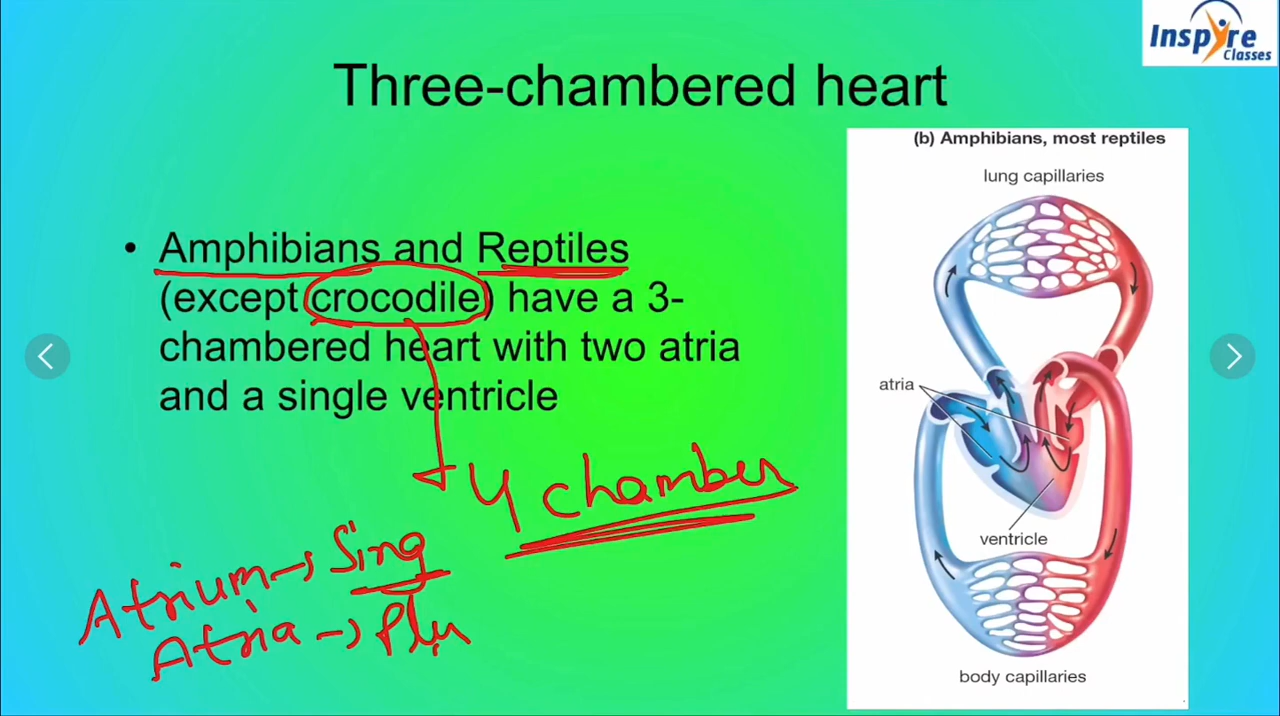 Inspyre
Classes
Three-chambered heart
(b) Amphibians, most reptiles
lung capillaries
• Amphibians and Reptiles
(except crocodile) have a 3-
chambered heart with two atria
and a single ventricle
atria
ventricle
body capillaries
4 chamber
Atrium → Sing
Atria → Plu